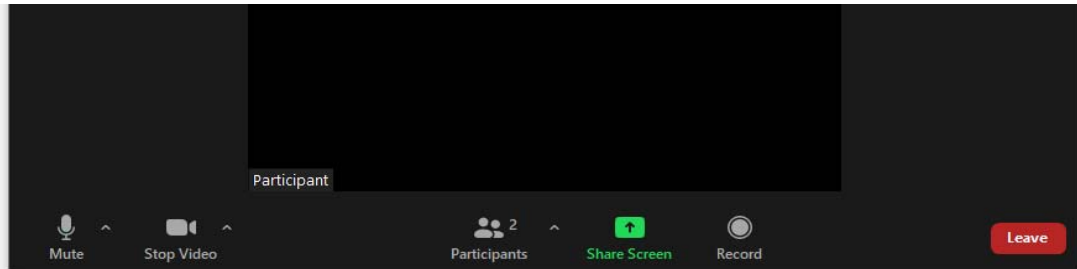 Participant
2
Mute
Stop Video
Participants
Share Screen
Record
Leave